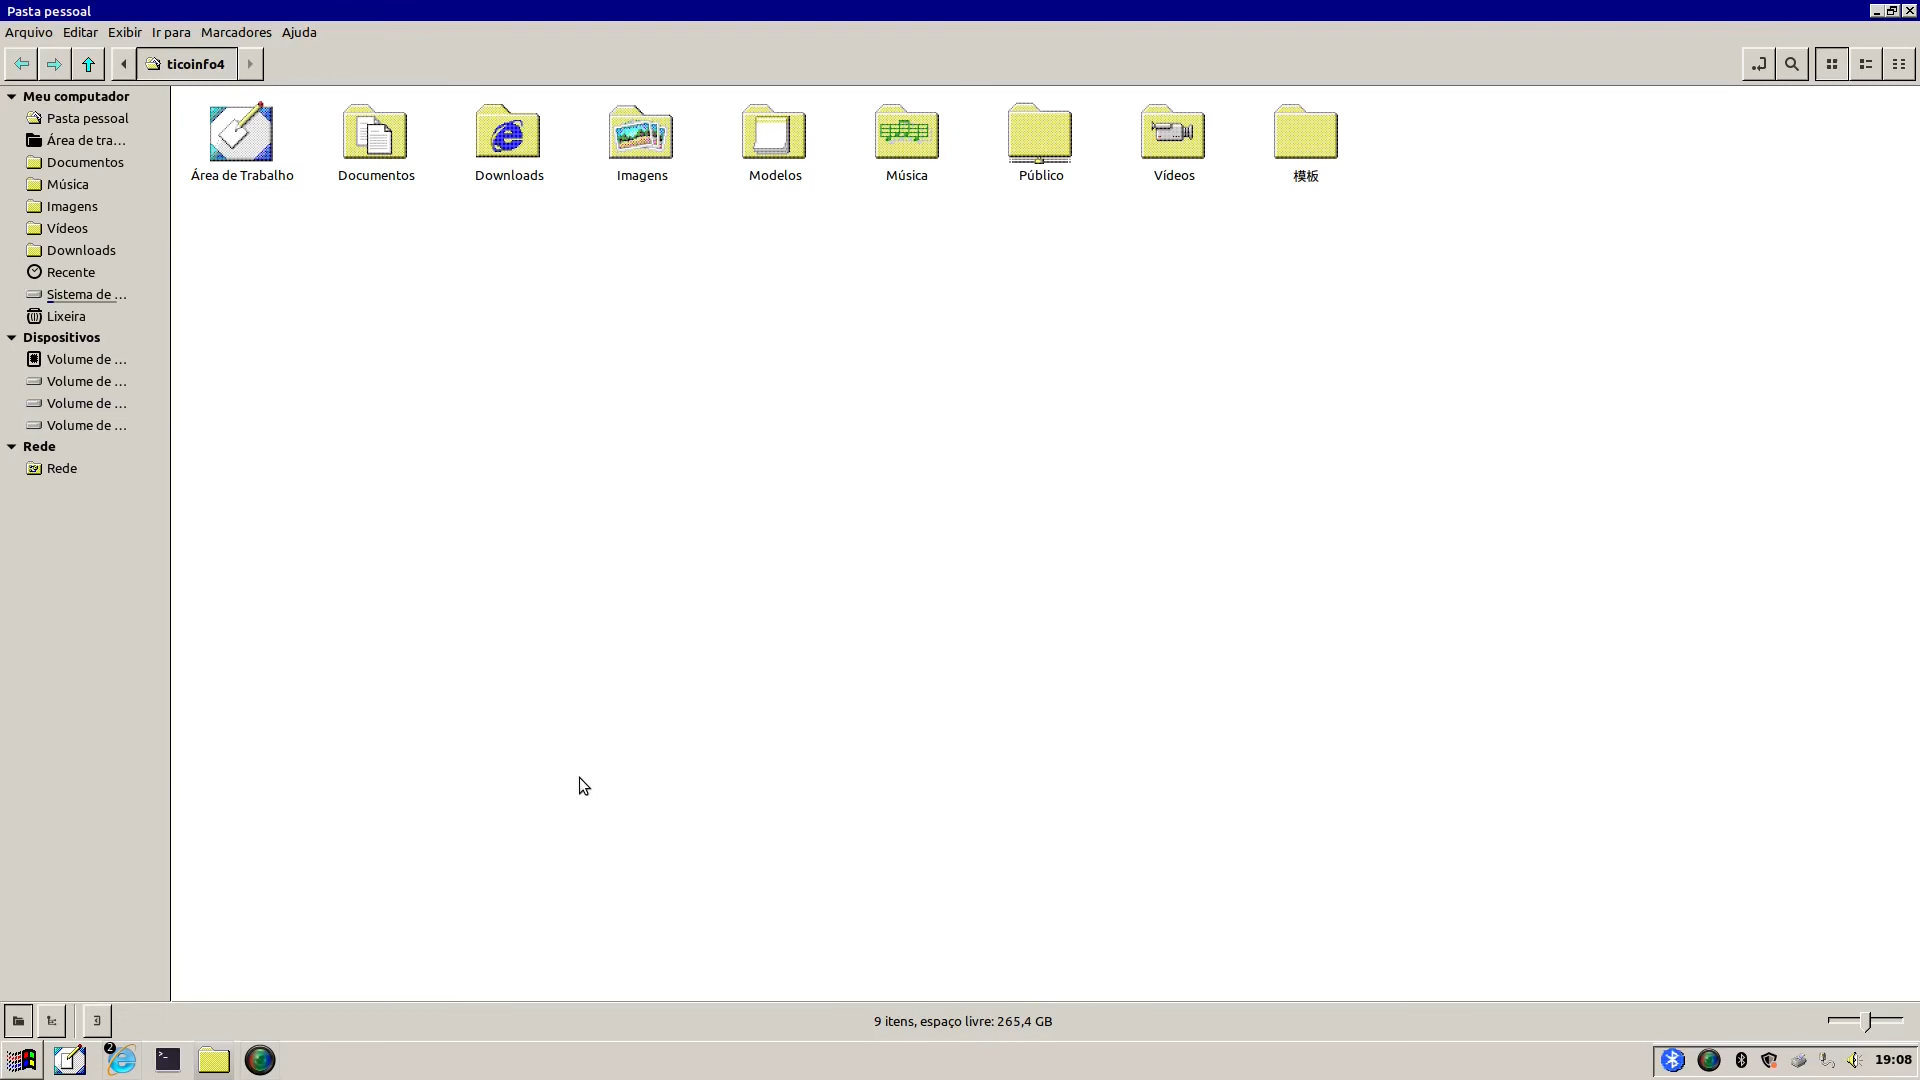 Pasta pessoal
Arquivo Editar Exibir Ir para Marcadores Ajuda
ticoinfo4
Meu computador
Pasta pessoal
Área de tra...
Documentos
Música
Imagens
Vídeos
Downloads
Recente
Sistema de ...
Lixeira
Dispositivos
Volume de ...
Volume de ...
Volume de ...
Volume de ...
Rede
Rede
Área de Trabalho
Documentos
Downloads
Imagens
Modelos
Música
Público
Vídeos
模板
9 itens, espaço livre: 265,4 GB
2
19:08